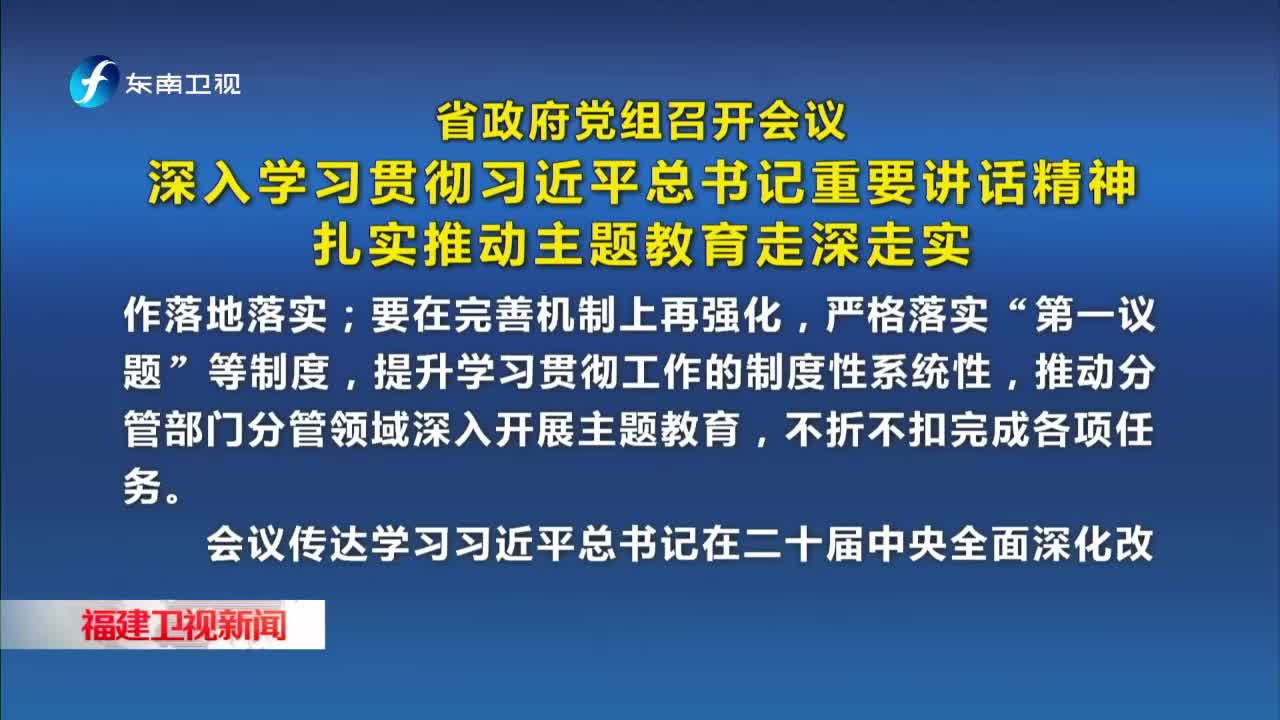 东南卫视
省政府党组召开会议
深入学习贯彻习近平总书记重要讲话精神
扎实推动主题教育走深走实
作落地落实；要在完善机制上再强化，严格落实“第一议
题”等制度，提升学习贯彻工作的制度性系统性，推动分
管部门分管领域深入开展主题教育，不折不扣完成各项任
务。
会议传达学习习近平总书记在二十届中央全面深化改
福建卫视新闻